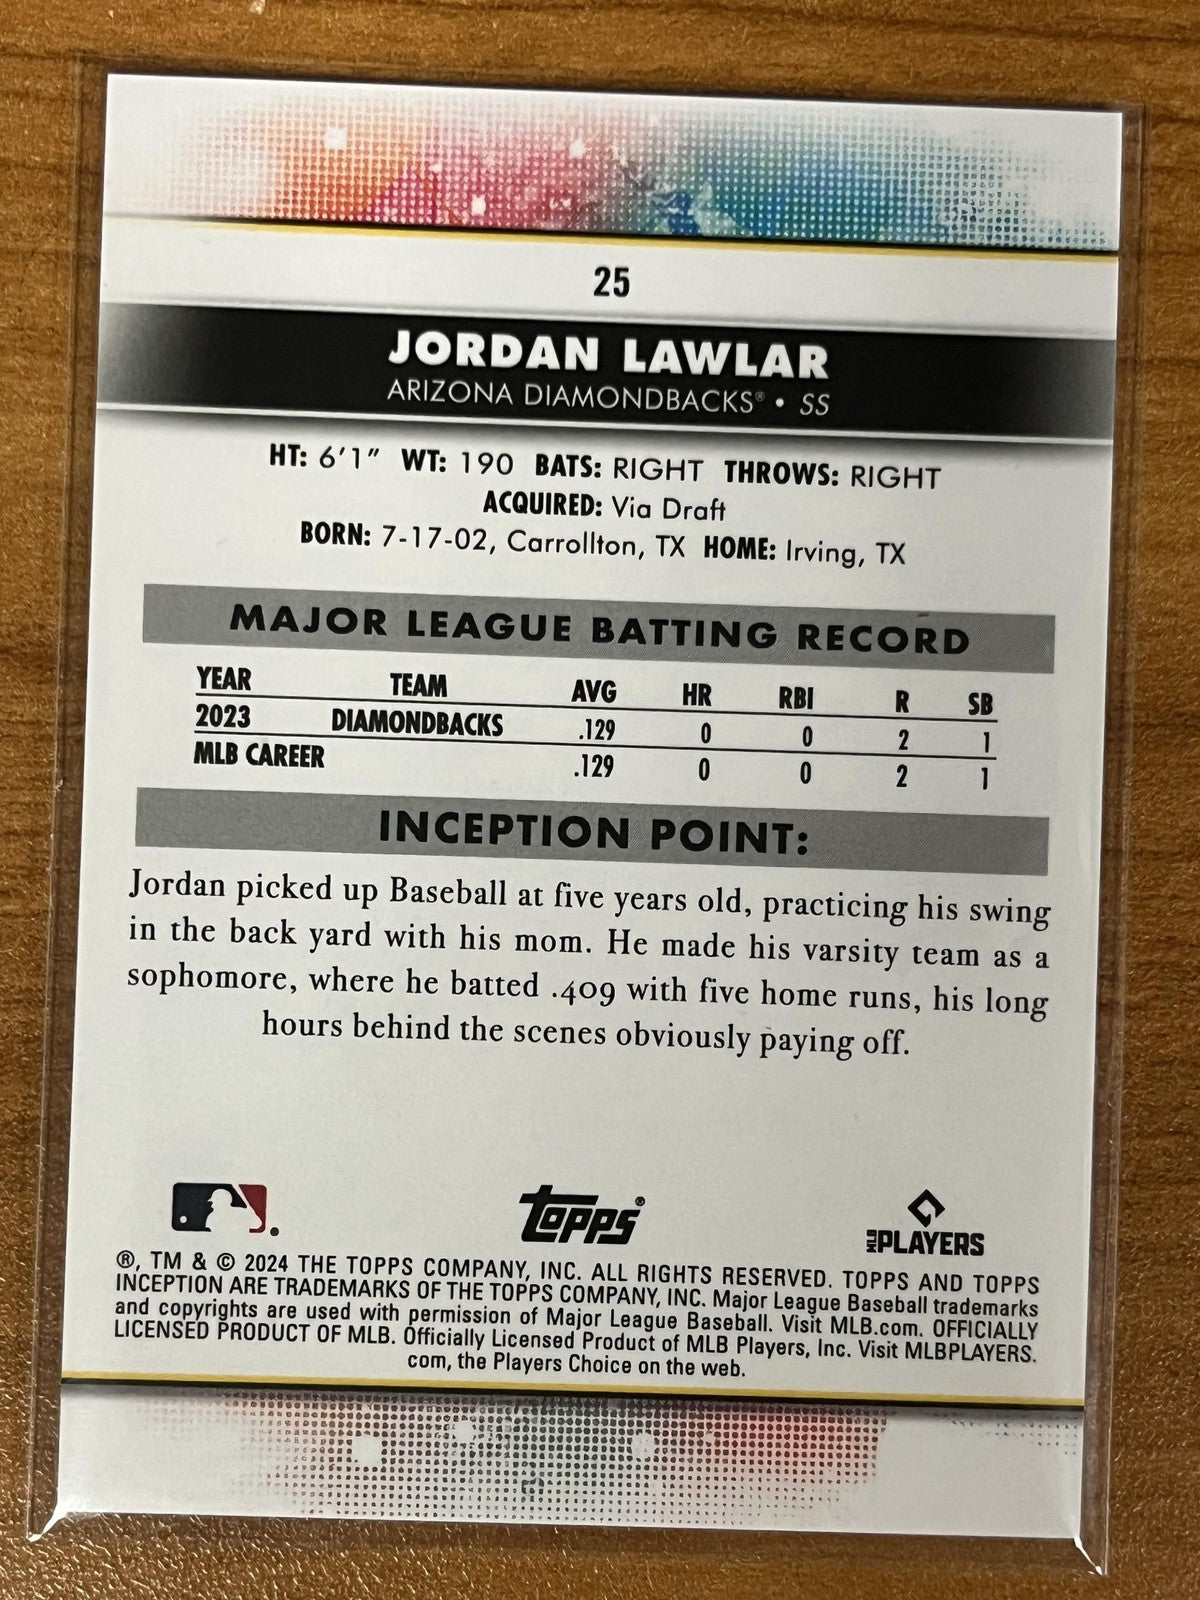 25
JORDAN LAWLAR
ARIZONA DIAMONDBACKS® • SS
HT: 6'1" WT: 190 BATS: RIGHT THROWS: RIGHT
ACQUIRED: Via Draft
BORN: 7-17-02, Carrollton, TX HOME: Irving, TX
MAJOR LEAGUE BATTING RECORD
YEAR TEAM AVG HR RBI R SB
2023 DIAMONDBACKS .129 0 0 2 1
MLB CAREER .129 0 0 2 1
INCEPTION POINT:
Jordan picked up Baseball at five years old, practicing his swing
in the back yard with his mom. He made his varsity team as a
sophomore, where he batted .409 with five home runs, his long
hours behind the scenes obviously paying off.
Topps®
MLB PLAYERS
®, TM & © 2024 THE TOPPS COMPANY, INC. ALL RIGHTS RESERVED. TOPPS AND TOPPS
INCEPTION ARE TRADEMARKS OF THE TOPPS COMPANY, INC. Major League Baseball trademarks
and copyrights are used with permission of Major League Baseball. Visit MLB.com. OFFICIALLY
LICENSED PRODUCT OF MLB. Officially Licensed Product of MLB Players, Inc. Visit MLBPLAYERS.
com, the Players Choice on the web.